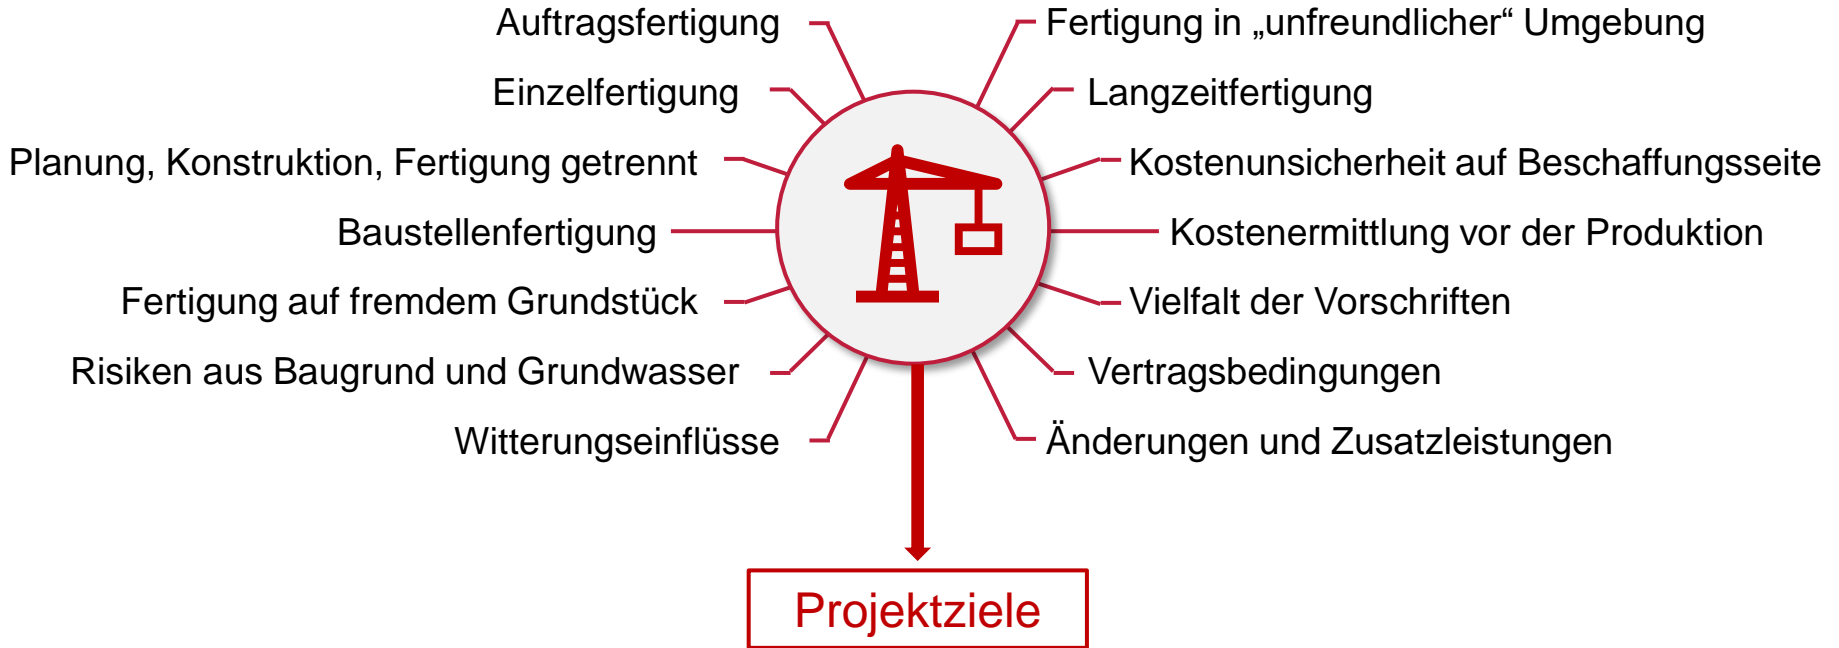 Auftragsfertigung
Einzelfertigung
Planung, Konstruktion, Fertigung getrennt
Baustellenfertigung
Fertigung auf fremdem Grundstück
Risiken aus Baugrund und Grundwasser
Witterungseinflüsse
Fertigung in „unfreundlicher“ Umgebung
Langzeitfertigung
Kostenunsicherheit auf Beschaffungsseite
Kostenermittlung vor der Produktion
Vielfalt der Vorschriften
Vertragsbedingungen
Änderungen und Zusatzleistungen
Projektziele